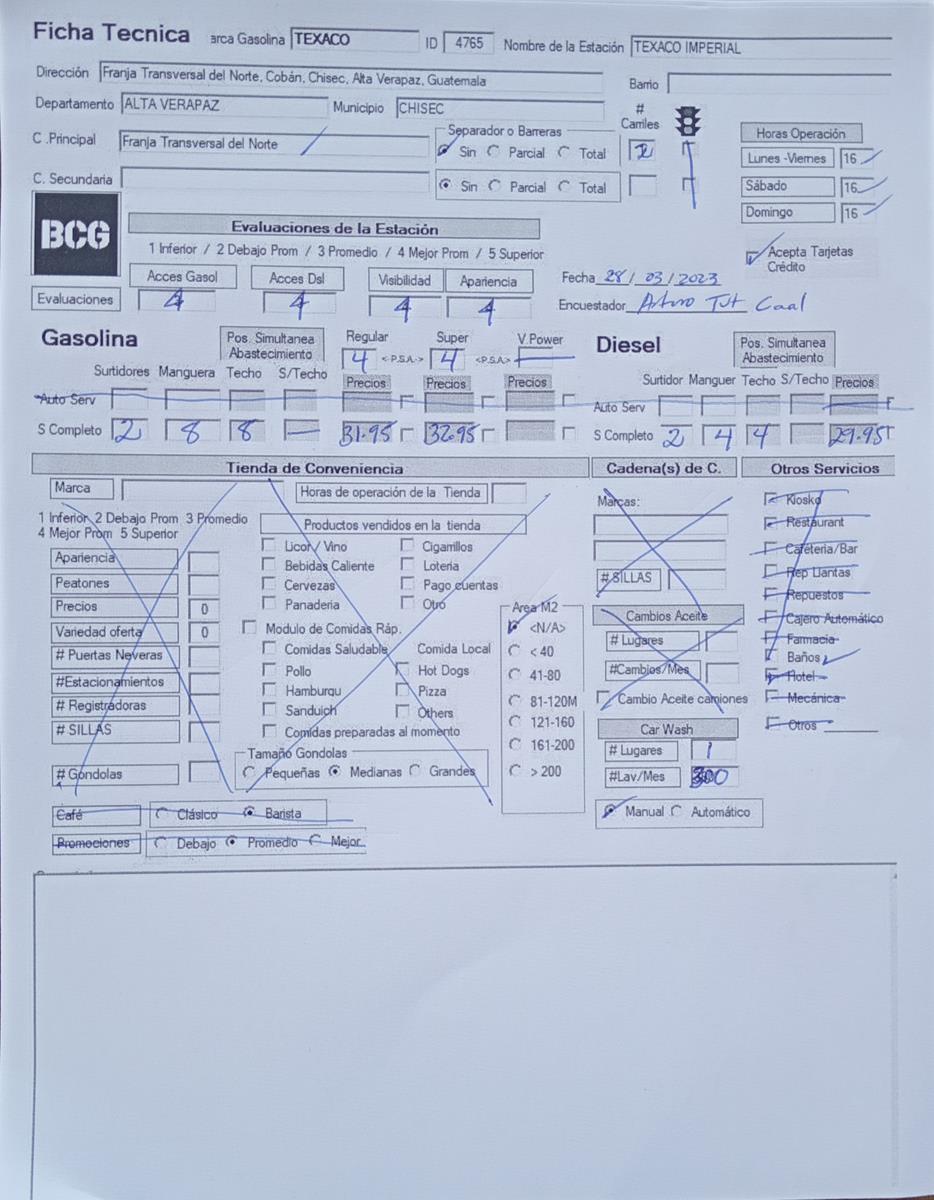 Ficha Tecnica arca Gasolina TEXACO ID 4765 Nombre de la Estación TEXACO IMPERIAL
Dirección Franja Transversal del Norte, Cobán, Chisec, Alta Verapaz, Guatemala Barrio
Departamento ALTA VERAPAZ Municipio CHISEC # Carriles
C .Principal Franja Transversal del Norte Separador o Barreras Sin Parcial Total 2
C. Secundaria Sin Parcial Total
Horas Operación
Lunes -Viernes 16
Sábado 16
Domingo 16
BCG
Evaluaciones de la Estación
1 Inferior / 2 Debajo Prom / 3 Promedio / 4 Mejor Prom / 5 Superior
Acepta Tarjetas Crédito
Acces Gasol Acces Dsl Visibilidad Apariencia Fecha 28/03/2023
Evaluaciones 4 4 4 4 Encuestador Arturo Tut Caal
Gasolina Pos. Simultanea Abastecimiento Regular Super V.Power
4 <-P.S.A.-> 4 <-P.S.A.->
Surtidores Manguera Techo S/Techo Precios Precios Precios
Auto Serv
S Completo 2 8 8 — 31.95 32.95
Diesel Pos. Simultanea Abastecimiento
Surtidor Manguer Techo S/Techo Precios
Auto Serv
S Completo 2 4 4 29.95
Tienda de Conveniencia
Marca Horas de operación de la Tienda
1 Inferior 2 Debajo Prom 3 Promedio
4 Mejor Prom 5 Superior
Apariencia
Peatones
Precios 0
Variedad oferta 0
# Puertas Neveras
#Estacionamientos
# Registradoras
# SILLAS
# Gondolas
Productos vendidos en la tienda
Licor / Vino Cigarrillos
Bebidas Caliente Loteria
Cervezas Pago cuentas
Panaderia Otro
Modulo de Comidas Ráp.
Comidas Saludable Comida Local
Pollo Hot Dogs
Hamburqu Pizza
Sanduich Others
Comidas preparadas al momento
Tamaño Gondolas
Pequeñas Medianas Grandes
Area M2
<N/A>
< 40
41-80
81-120M
121-160
161-200
> 200
Café Clásico Barista
Promociones Debajo Promedio Mejor
Cadena(s) de C.
Marcas:
# SILLAS
Cambios Aceite
# Lugares
#Cambios/Mes
Cambio Aceite camiones
Car Wash
# Lugares 1
#Lav/Mes 300
Manual Automático
Otros Servicios
Kiosko
Restaurant
Cafeteria/Bar
Rep Llantas
Repuestos
Cajero Automático
Farmacia
Baños
Hotel
Mecánica
Otros